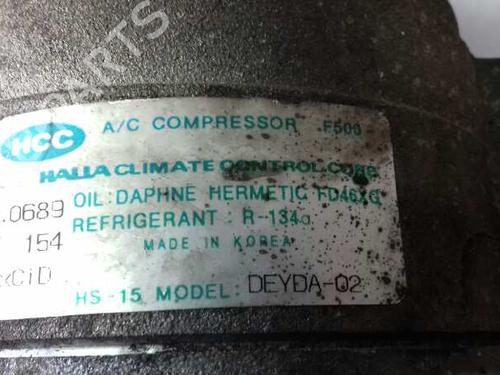 PARTS
HCC A/C COMPRESSOR F500
HALLA CLIMATE CONTROL CORP.
.0689 OIL: DAPHNE HERMETIC FD46XG
154 REFRIGERANT : R-134a
MADE IN KOREA
HS-15 MODEL: DEYDA-02